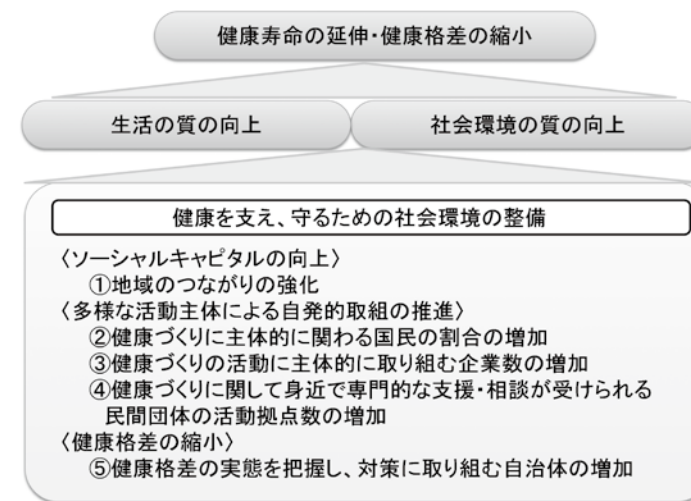 健康寿命の延伸・健康格差の縮小
生活の質の向上
社会環境の質の向上
健康を支え、守るための社会環境の整備
〈ソーシャルキャピタルの向上〉
①地域のつながりの強化
〈多様な活動主体による自発的取組の推進〉
②健康づくりに主体的に関わる国民の割合の増加
③健康づくりの活動に主体的に取り組む企業数の増加
④健康づくりに関して身近で専門的な支援・相談が受けられる
民間団体の活動拠点数の増加
〈健康格差の縮小〉
⑤健康格差の実態を把握し、対策に取り組む自治体の増加